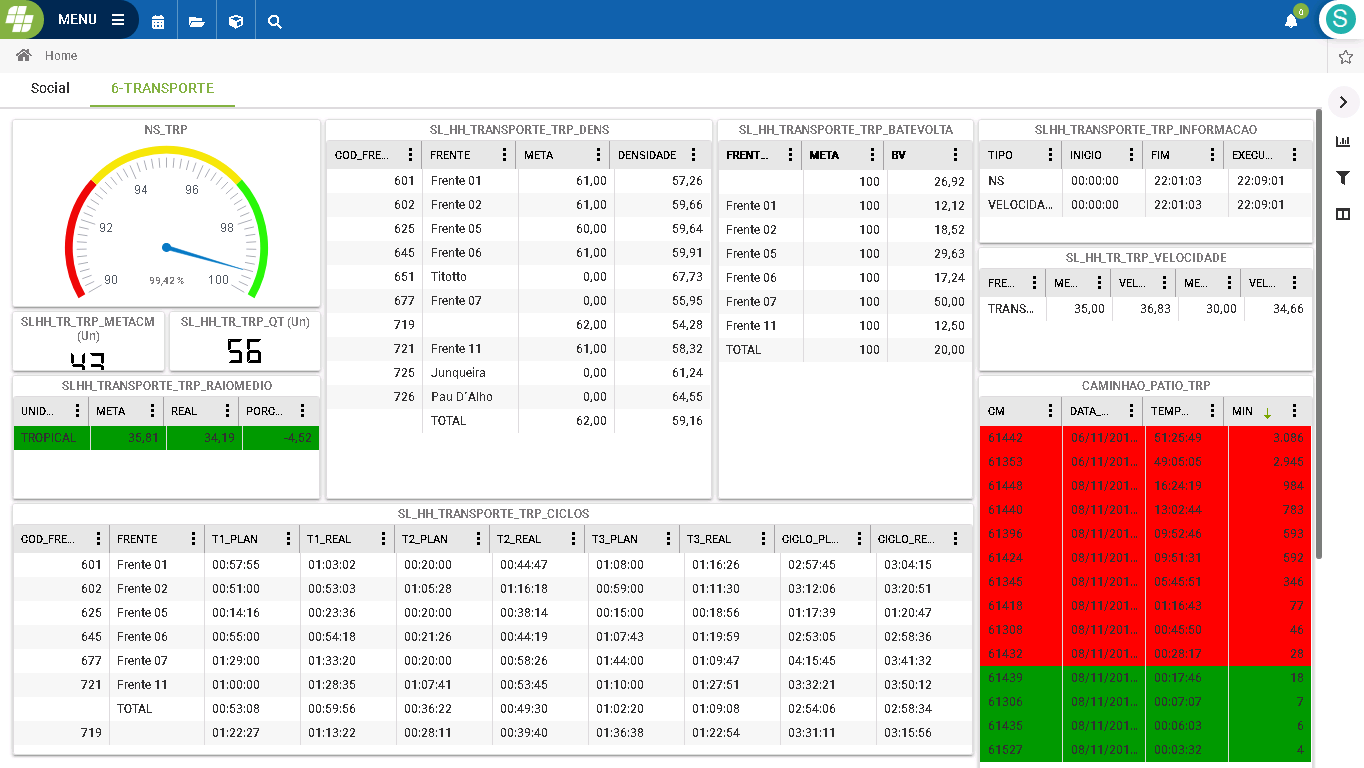 MENU
0
S
Home
Social 6-TRANSPORTE
NS_TRP
90 92 94 96 98 100
99,42 %
SLHH_TR_TRP_METACM (Un)
43
SL_HH_TR_TRP_QT (Un)
56
SLHH_TRANSPORTE_TRP_RAIOMEDIO
UNID... META REAL PORC...
TROPICAL 35,81 34,19 -4,52
SL_HH_TRANSPORTE_TRP_DENS
COD_FRE... FRENTE META DENSIDADE
601 Frente 01 61,00 57,26
602 Frente 02 61,00 59,66
625 Frente 05 60,00 59,64
645 Frente 06 61,00 59,91
651 Titotto 0,00 67,73
677 Frente 07 0,00 55,95
719 62,00 54,28
721 Frente 11 61,00 58,32
725 Junqueira 0,00 61,24
726 Pau D´Alho 0,00 64,55
TOTAL 62,00 59,16
SL_HH_TRANSPORTE_TRP_BATEVOLTA
FRENT... META BV
100 26,92
Frente 01 100 12,12
Frente 02 100 18,52
Frente 05 100 29,63
Frente 06 100 17,24
Frente 07 100 50,00
Frente 11 100 12,50
TOTAL 100 20,00
SLHH_TRANSPORTE_TRP_INFORMACAO
TIPO INICIO FIM EXECU...
NS 00:00:00 22:01:03 22:09:01
VELOCIDA... 00:00:00 22:01:03 22:09:01
SL_HH_TR_TRP_VELOCIDADE
FRE... ME... VEL... ME... VEL...
TRANS... 35,00 36,83 30,00 34,66
SL_HH_TRANSPORTE_TRP_CICLOS
COD_FRE... FRENTE T1_PLAN T1_REAL T2_PLAN T2_REAL T3_PLAN T3_REAL CICLO_PL... CICLO_RE...
601 Frente 01 00:57:55 01:03:02 00:20:00 00:44:47 01:08:00 01:16:26 02:57:45 03:04:15
602 Frente 02 00:51:00 00:53:03 01:05:28 01:16:18 00:59:00 01:11:30 03:12:06 03:20:51
625 Frente 05 00:14:16 00:23:36 00:20:00 00:38:14 00:15:00 00:18:56 01:17:39 01:20:47
645 Frente 06 00:55:00 00:54:18 00:21:26 00:44:19 01:07:43 01:19:59 02:53:05 02:58:36
677 Frente 07 01:29:00 01:33:20 00:20:00 00:58:26 01:44:00 01:09:47 04:15:45 03:41:32
721 Frente 11 01:00:00 01:28:35 01:07:41 00:53:45 01:10:00 01:27:51 03:32:21 03:50:12
TOTAL 00:53:08 00:59:56 00:36:22 00:49:30 01:02:20 01:09:08 02:54:06 02:58:34
719 01:22:27 01:13:22 00:28:11 00:39:40 01:36:38 01:22:54 03:31:11 03:15:56
CAMINHAO_PATIO_TRP
CM DATA_... TEMP... MIN
61442 06/11/201... 51:26:49 3.086
61353 06/11/201... 49:05:06 2.945
61448 08/11/201... 16:24:19 984
61440 08/11/201... 13:02:44 783
61396 08/11/201... 09:52:46 593
61424 08/11/201... 09:51:31 592
61345 08/11/201... 05:45:51 346
61418 08/11/201... 01:16:43 77
61308 08/11/201... 00:45:50 46
61432 08/11/201... 00:28:17 28
61439 08/11/201... 00:17:46 18
61306 08/11/201... 00:07:07 7
61435 08/11/201... 00:06:03 6
61527 08/11/201... 00:03:32 4